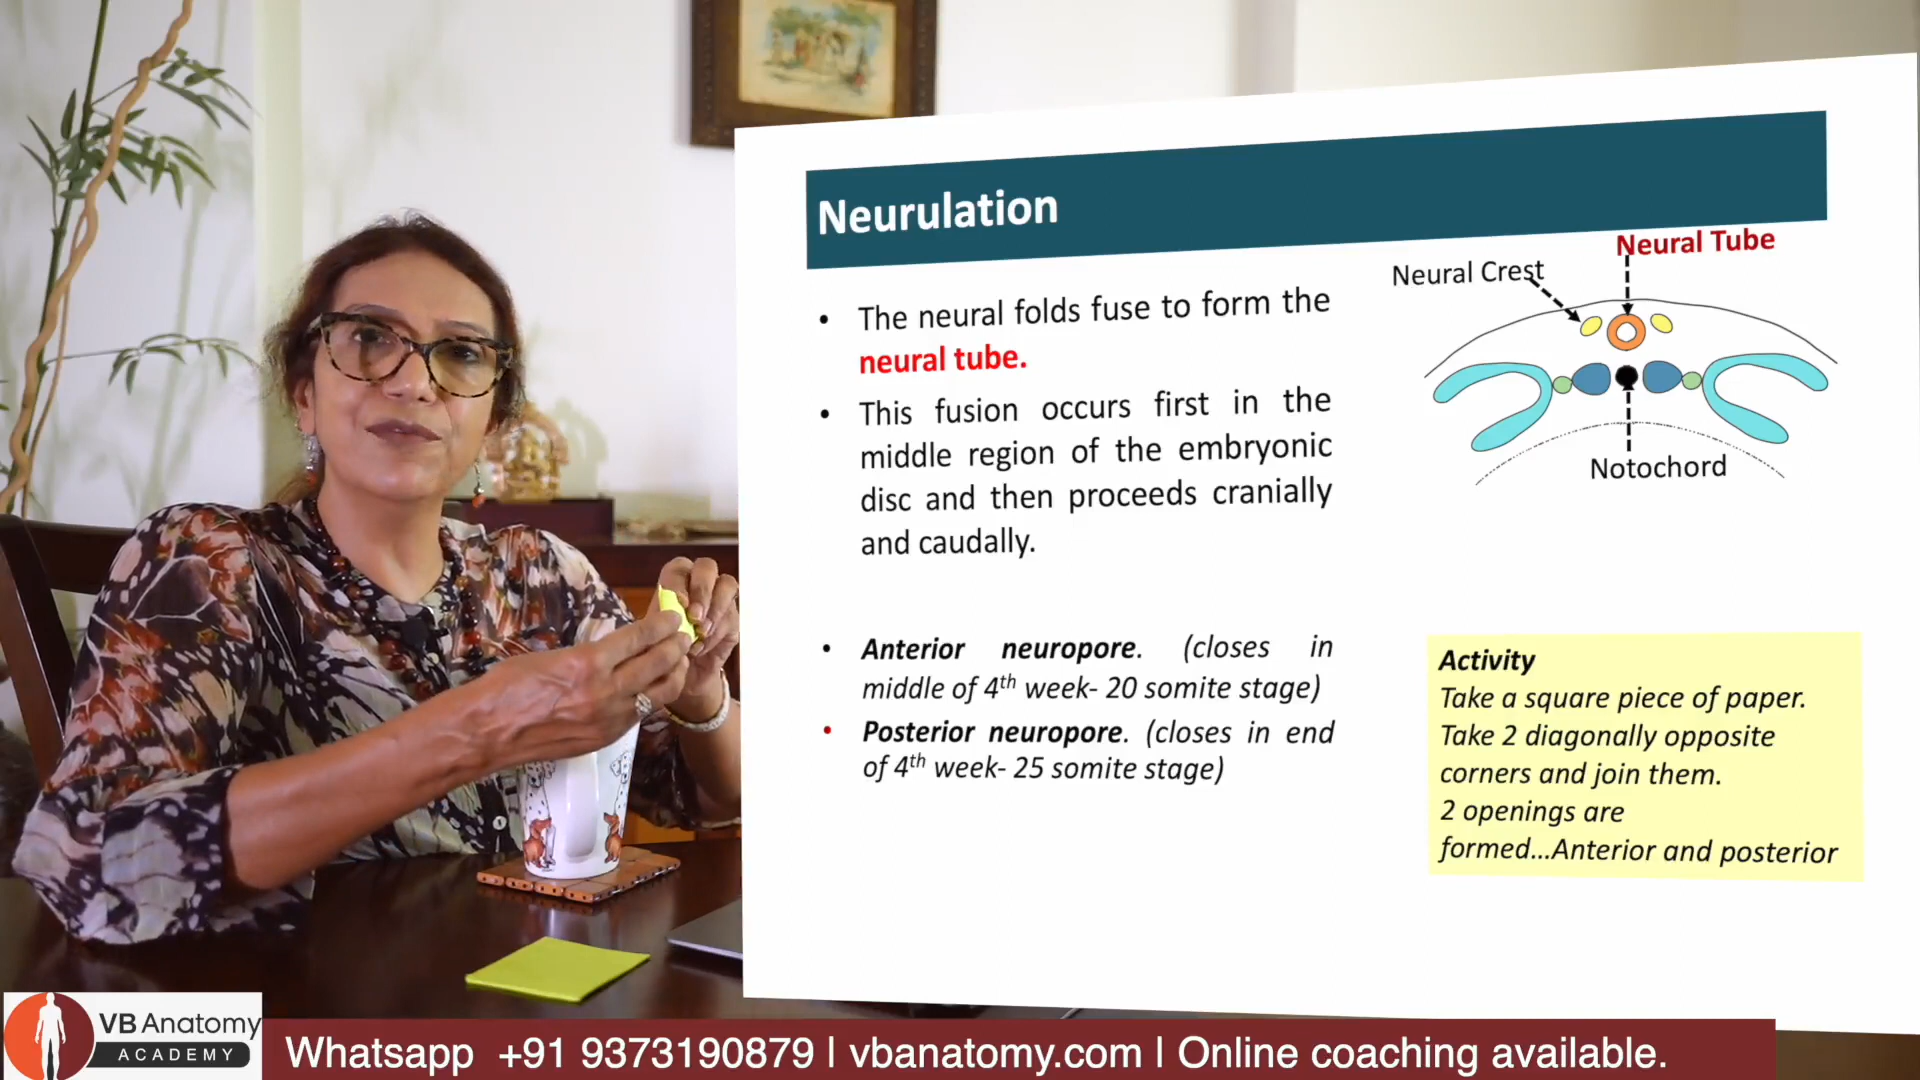 Neurulation
• The neural folds fuse to form the
neural tube.
• This fusion occurs first in the
middle region of the embryonic
disc and then proceeds cranially
and caudally.
• Anterior neuropore. (closes in
middle of 4th week- 20 somite stage)
• Posterior neuropore. (closes in end
of 4th week- 25 somite stage)
Neural Tube
Neural Crest
Notochord
Activity
Take a square piece of paper.
Take 2 diagonally opposite
corners and join them.
2 openings are
formed...Anterior and posterior
VB Anatomy
ACADEMY
Whatsapp +91 9373190879 | vbanatomy.com | Online coaching available.